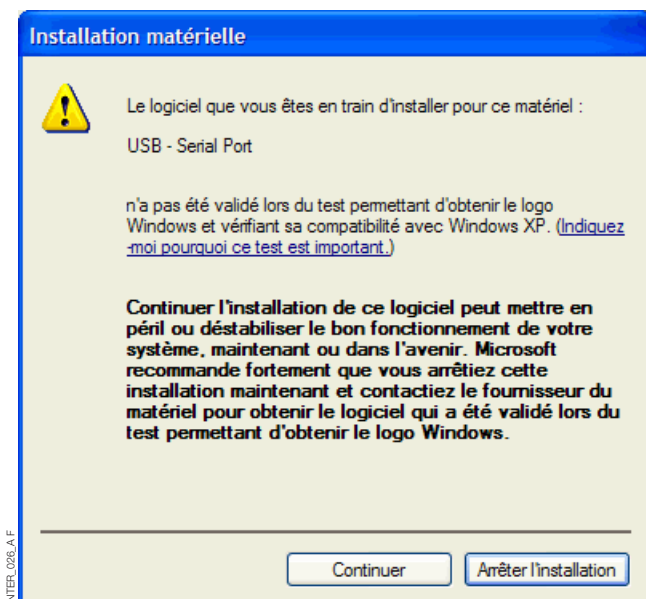 Installation matérielle
Le logiciel que vous êtes en train d'installer pour ce matériel :
USB - Serial Port
n'a pas été validé lors du test permettant d'obtenir le logo
Windows et vérifiant sa compatibilité avec Windows XP. (Indiquez
-moi pourquoi ce test est important.)
Continuer l'installation de ce logiciel peut mettre en
péril ou déstabiliser le bon fonctionnement de votre
système, maintenant ou dans l'avenir. Microsoft
recommande fortement que vous arrêtiez cette
installation maintenant et contactiez le fournisseur du
matériel pour obtenir le logiciel qui a été validé lors du
test permettant d'obtenir le logo Windows.
Continuer
Arrêter l'installation